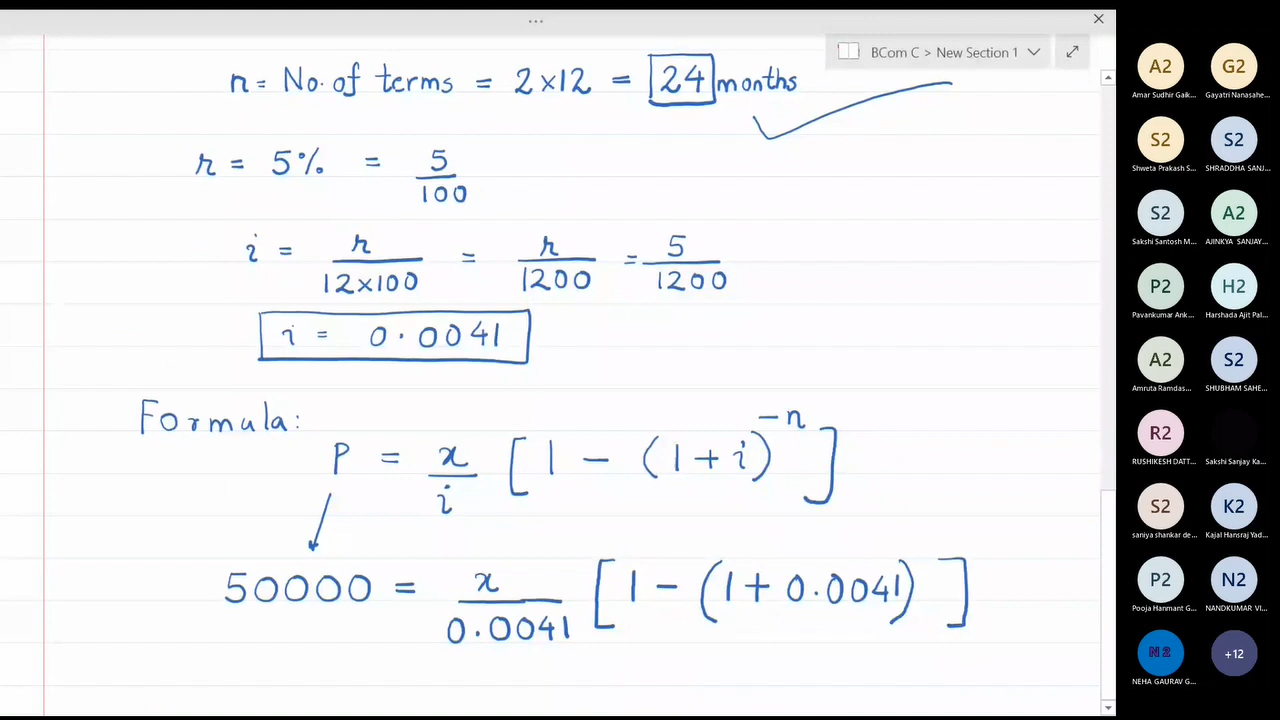 ...
BCom C > New Section 1
n = No. of terms = 2×12 = 24 months
r = 5% = 5/100
i = r/12×100 = r/1200 = 5/1200
i = 0.0041
Formula:
P = x/i [1 - (1+i)^-n]
50000 = x/0.0041 [1 - (1+0.0041) ]
A2
Amar Sudhir Gaik...
G2
Gayatri Nanasahe...
S2
Shweta Prakash S...
S2
SHRADDHA SANJ...
S2
Sakshi Santosh M...
A2
AJINKYA SANJAY...
P2
Pavankumar Ank...
H2
Harshada Ajit Pal...
A2
Amruta Ramdas...
S2
SHUBHAM SAHE...
R2
RUSHIKESH DATT...
Sakshi Sanjay Ka...
S2
saniya shankar de...
K2
Kajal Hansraj Yad...
P2
Pooja Hanmant G...
N2
NANDKUMAR VI...
N2
NEHA GAURAV G...
+12